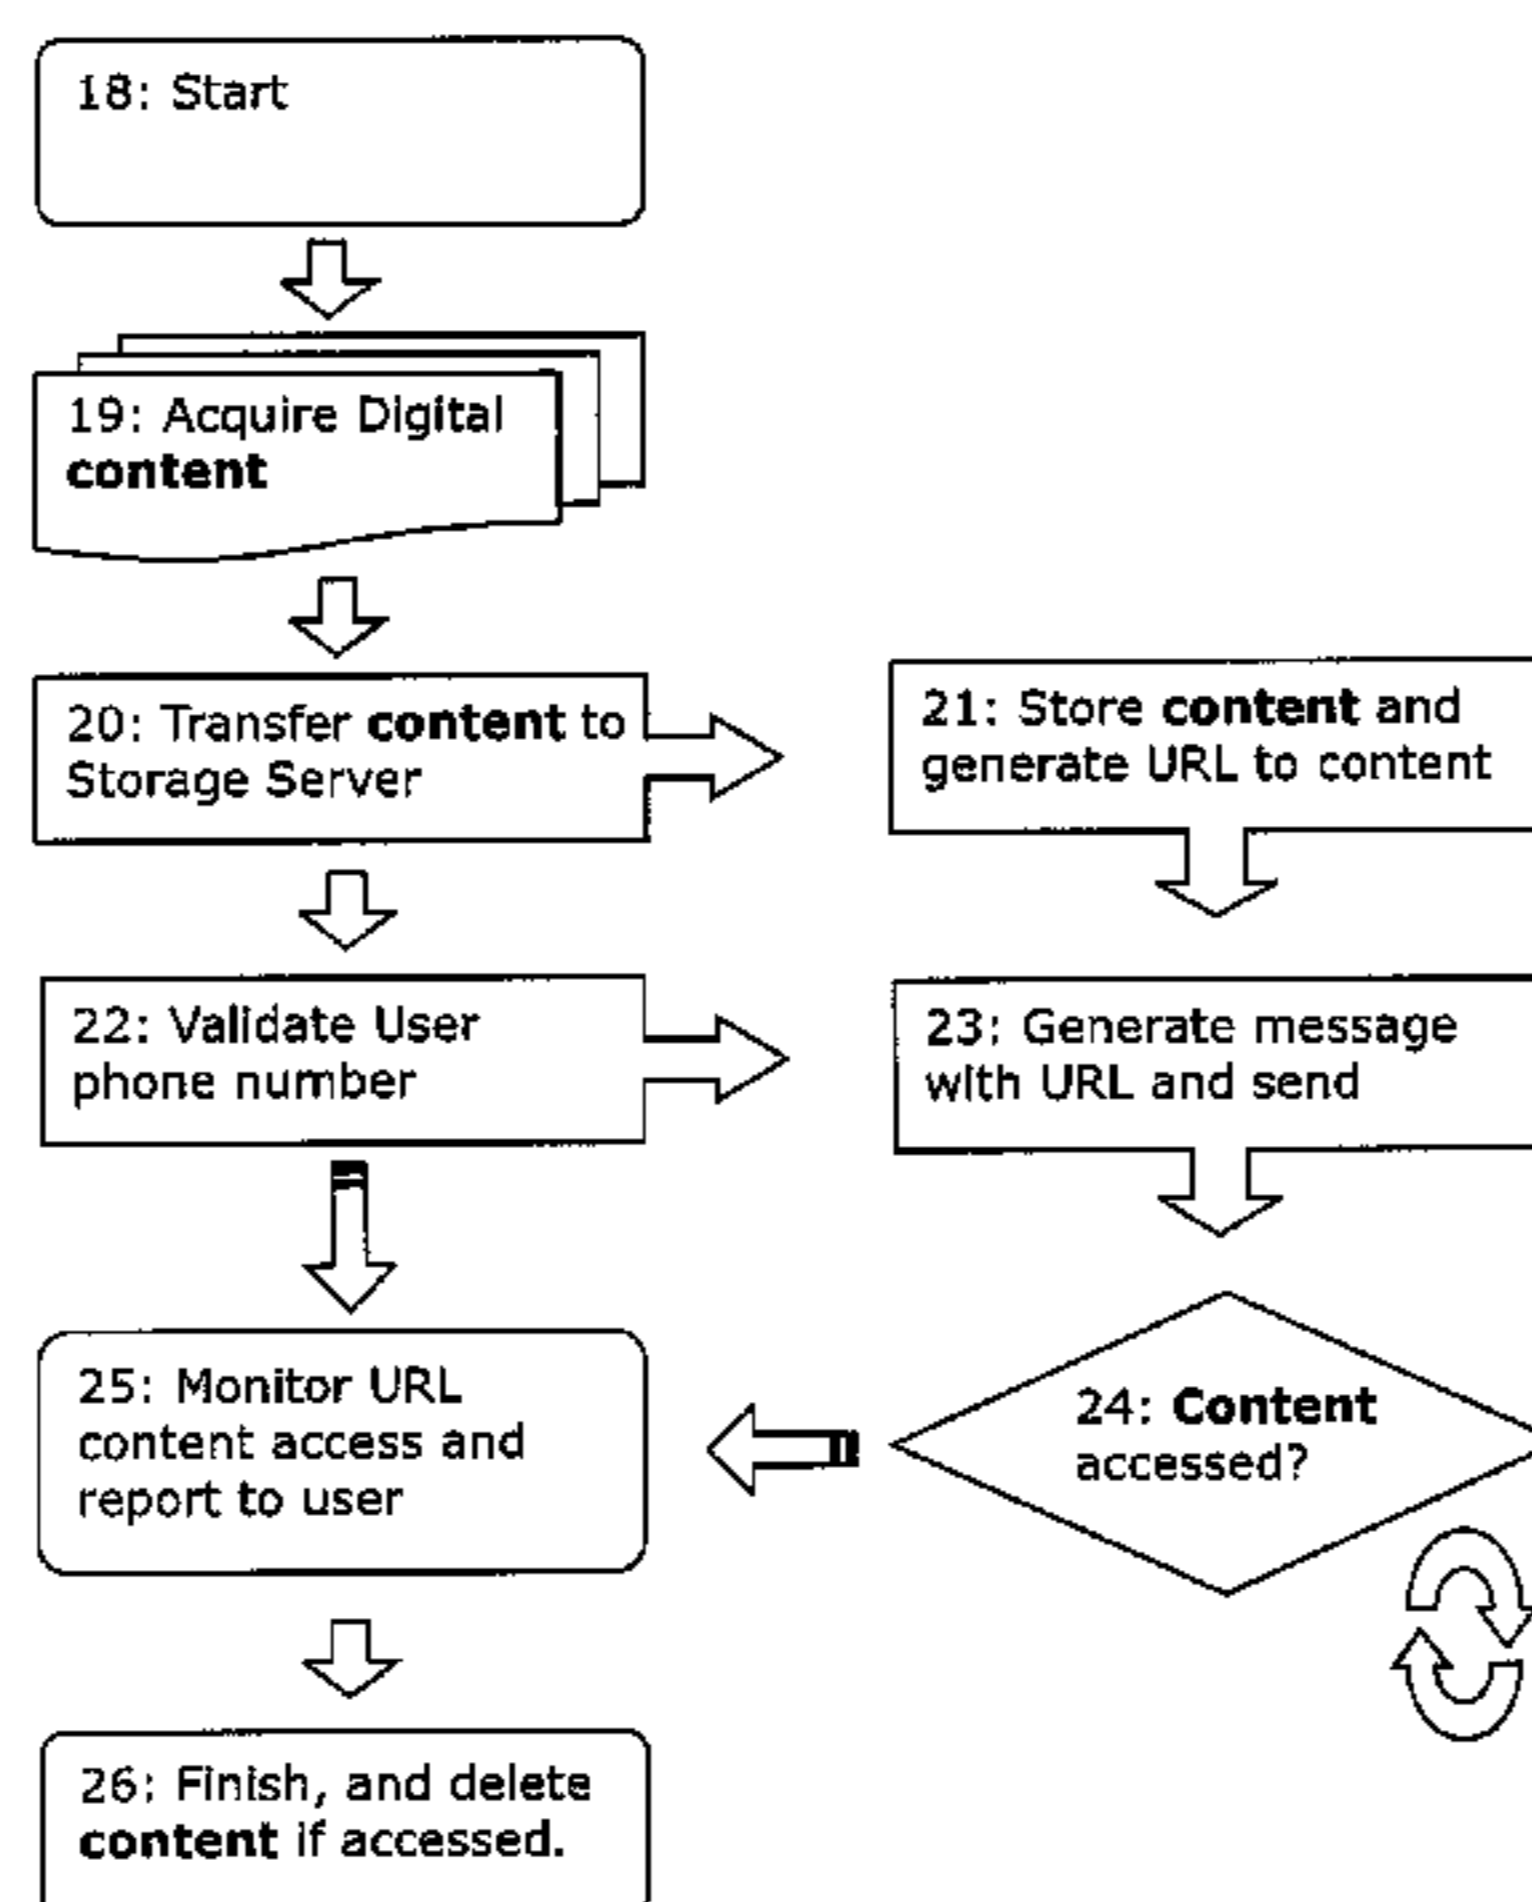 18: Start
19: Acquire Digital
content
20: Transfer content to
Storage Server
21: Store content and
generate URL to content
22: Validate User
phone number
23: Generate message
with URL and send
25: Monitor URL
content access and
report to user
24: Content
accessed?
26: Finish, and delete
content if accessed.